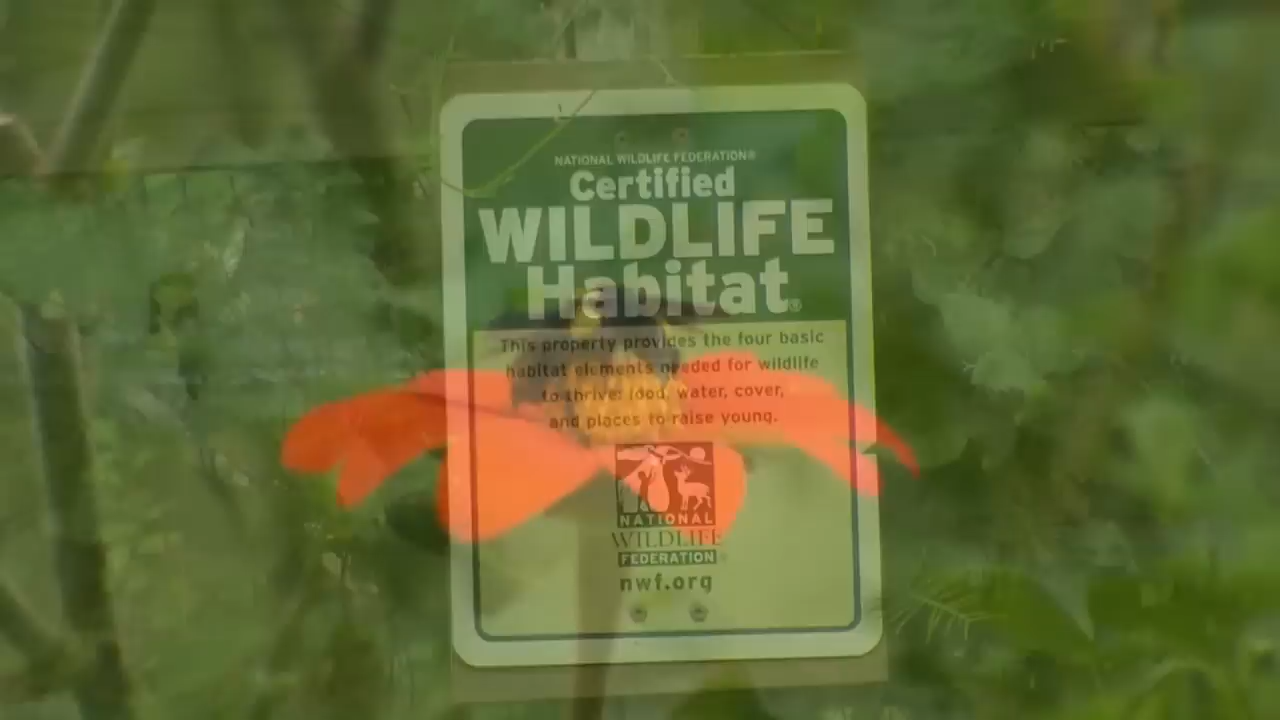 NATIONAL WILDLIFE FEDERATION®
Certified
WILDLIFE
Habitat®
This property provides the four basic
habitat elements needed for wildlife
to thrive: food, water, cover,
and places to raise young.
NATIONAL
WILDLIFE
FEDERATION®
nwf.org